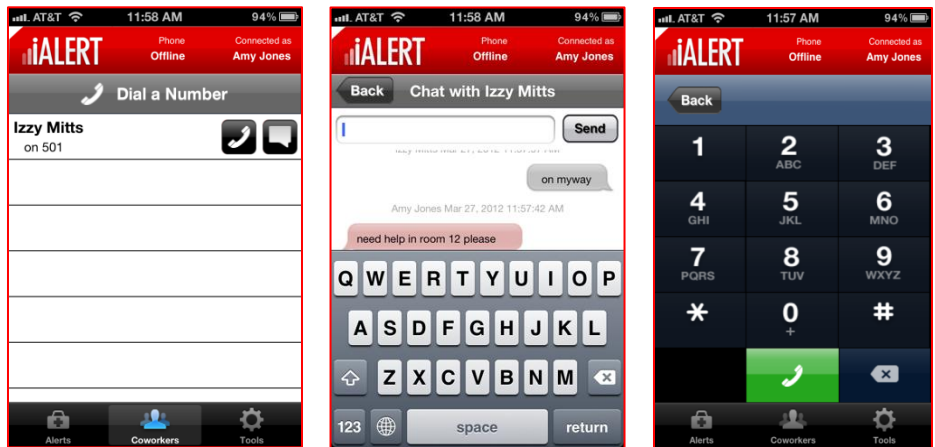 AT&T 11:58 AM 94%
iALERT Phone Offline Connected as Amy Jones
Dial a Number
Izzy Mitts
on 501
Alerts Coworkers Tools
AT&T 11:58 AM 94%
iALERT Phone Offline Connected as Amy Jones
Back Chat with Izzy Mitts
Send
on myway
Amy Jones Mar 27, 2012 11:57:42 AM
need help in room 12 please
Q W E R T Y U I O P
A S D F G H J K L
Z X C V B N M
123 space return
AT&T 11:57 AM 94%
iALERT Phone Offline Connected as Amy Jones
Back
1 2 3
ABC DEF
4 5 6
GHI JKL MNO
7 8 9
PQRS TUV WXYZ
* 0 #
+
Alerts Coworkers Tools